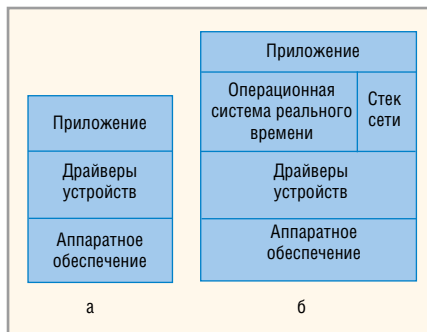 Приложение
Драйверы
устройств
Аппаратное
обеспечение
а
Приложение
Операционная
система реального
времени
Стек
сети
Драйверы
устройств
Аппаратное
обеспечение
б